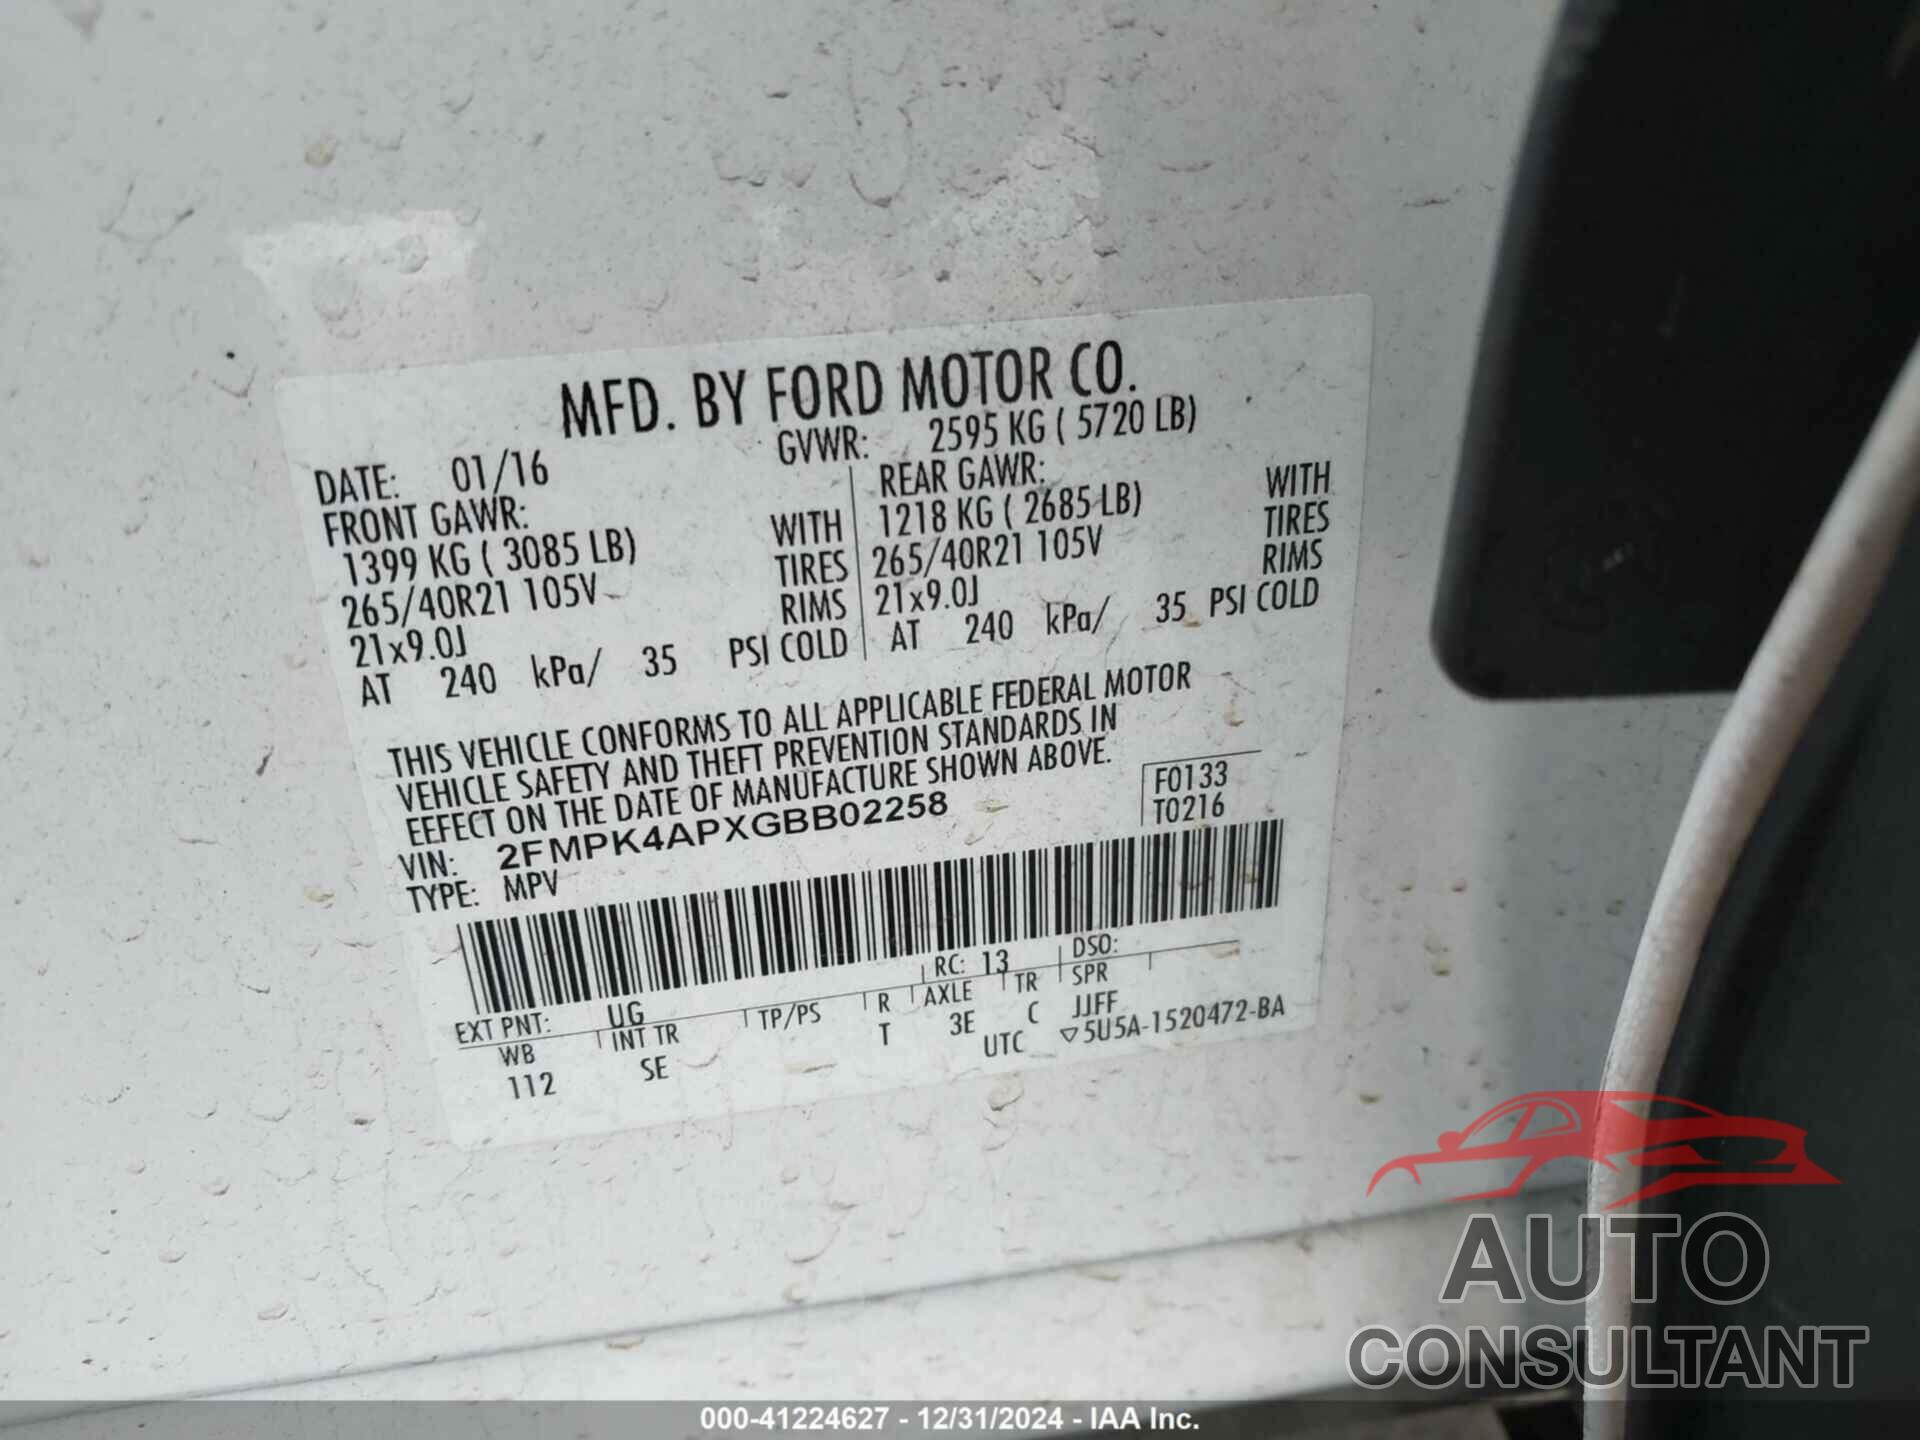 MFD. BY FORD MOTOR CO.
DATE: 01/16 GVWR: 2595 KG ( 5720 LB)
FRONT GAWR: REAR GAWR:
1399 KG ( 3085 LB) WITH 1218 KG ( 2685 LB) WITH
265/40R21 105V TIRES 265/40R21 105V TIRES
21x9.0J RIMS 21x9.0J RIMS
AT 240 kPa/ 35 PSI COLD AT 240 kPa/ 35 PSI COLD
THIS VEHICLE CONFORMS TO ALL APPLICABLE FEDERAL MOTOR
VEHICLE SAFETY AND THEFT PREVENTION STANDARDS IN
EEFECT ON THE DATE OF MANUFACTURE SHOWN ABOVE.
VIN: 2FMPK4APXGBB02258 F0133
TYPE: MPV T0216
EXT PNT: UG RC: 13 DSO:
WB INT TR TP/PS R AXLE TR SPR
112 SE T 3E C JJFF
UTC ▽5U5A-1520472-BA
AUTO
CONSULTANT
000-41224627 - 12/31/2024 - IAA Inc.